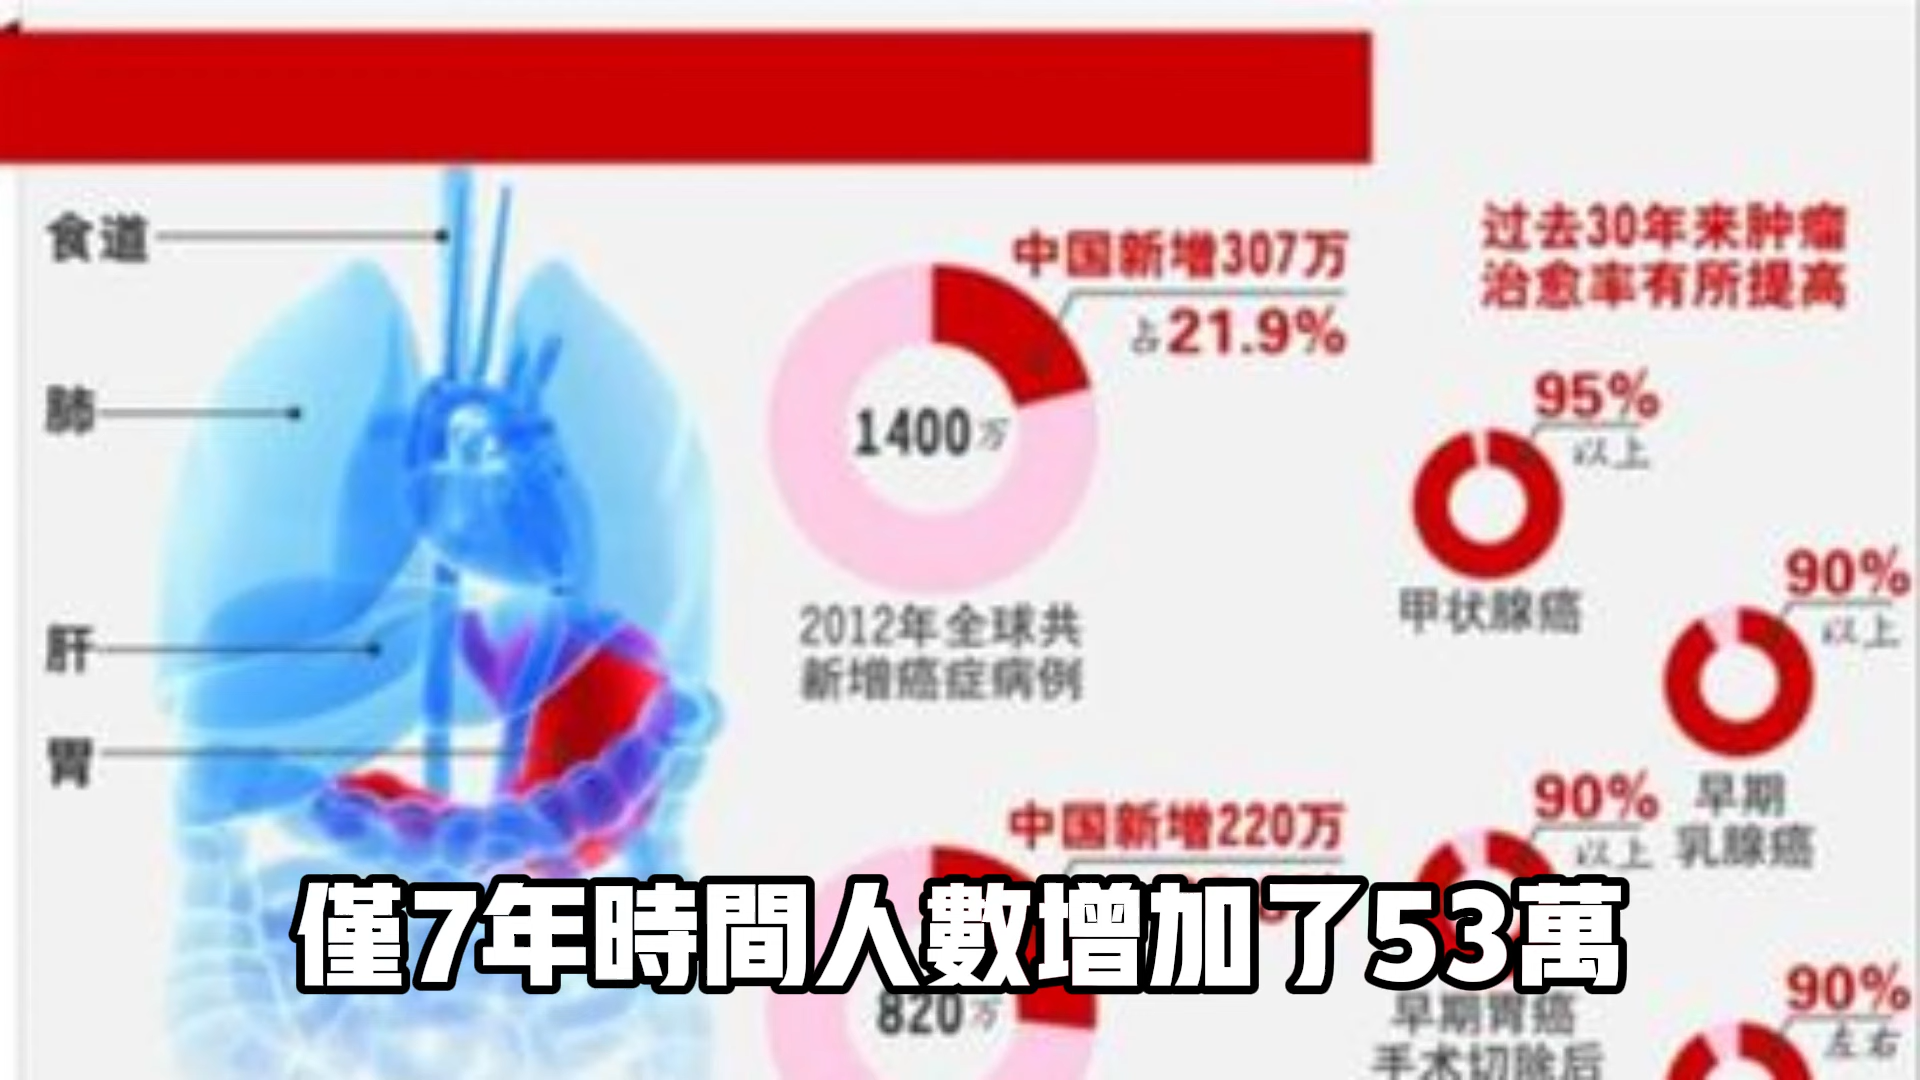 食道
肺
肝
胃
中国新增307万
占21.9%
1400万
2012年全球共
新增癌症病例
中国新增220万
820万
过去30年来肿瘤
治愈率有所提高
95%
以上
甲状腺癌
90%
以上
早期
乳腺癌
90%
以上
早期胃癌
手术切除后
90%
左右
僅7年時間人數增加了53萬